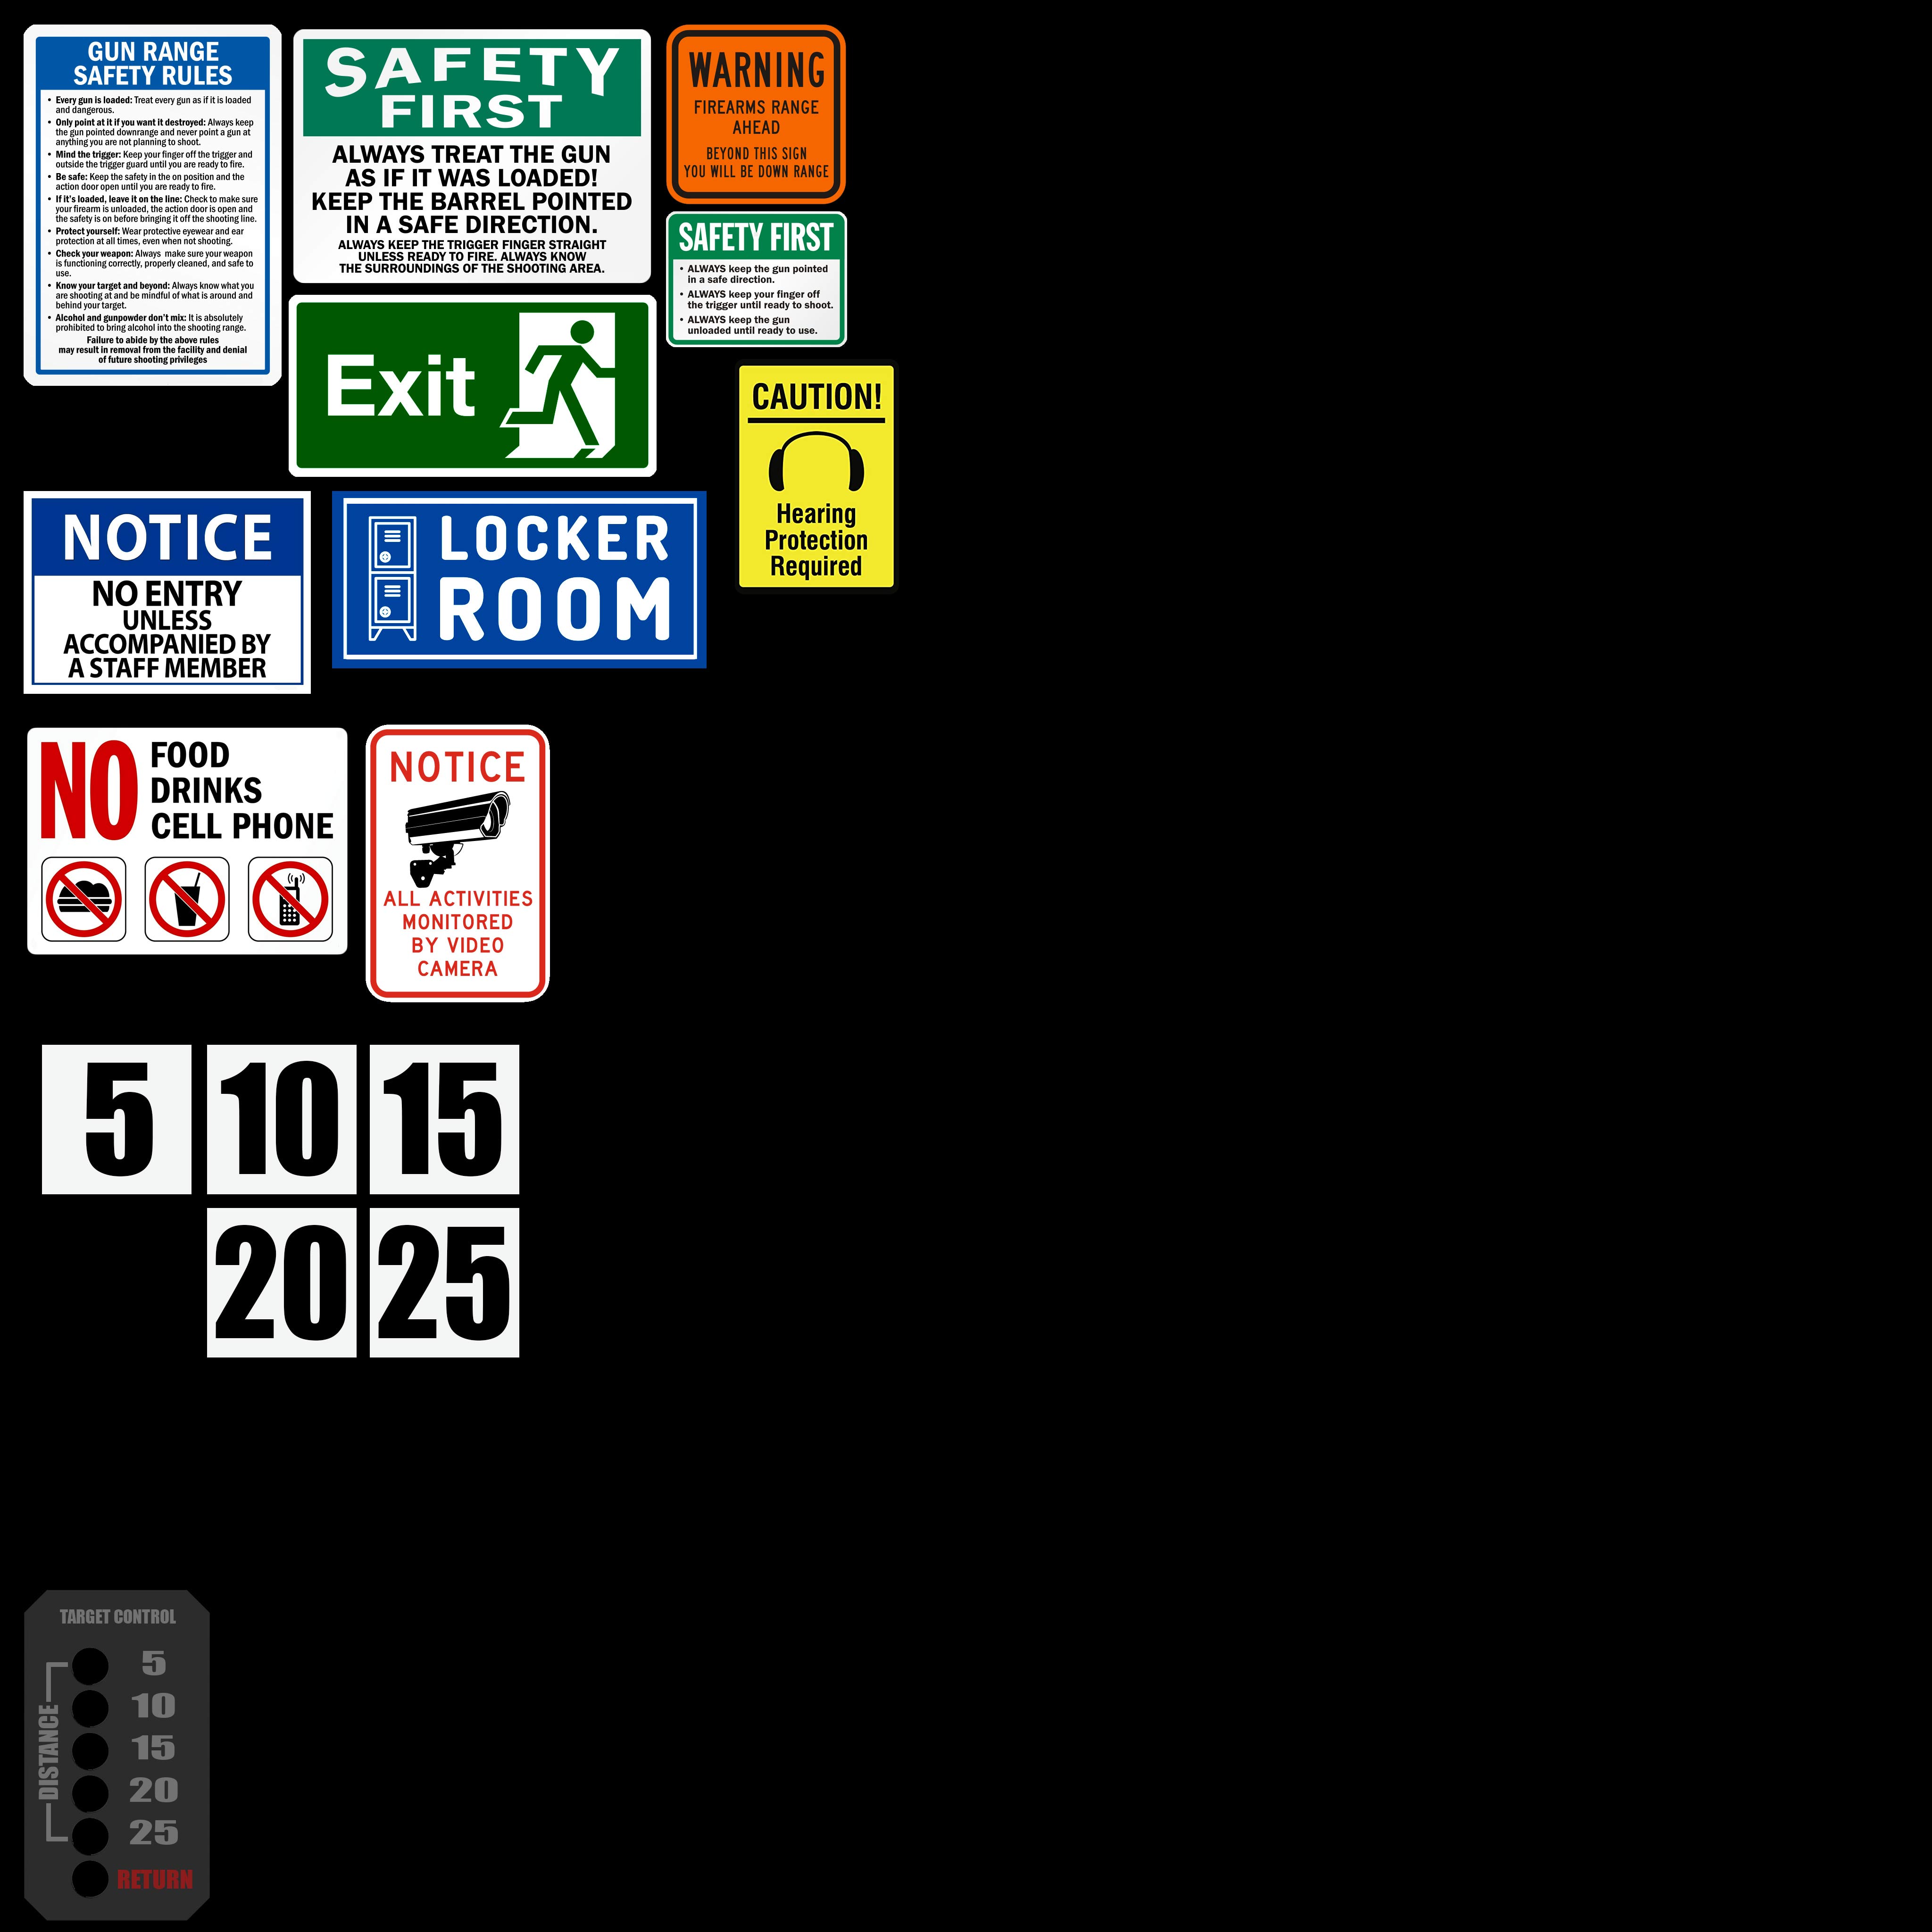 GUN RANGE
SAFETY RULES
• Every gun is loaded: Treat every gun as if it is loaded
and dangerous.
• Only point at it if you want it destroyed: Always keep
the gun pointed downrange and never point a gun at
anything you are not planning to shoot.
• Mind the trigger: Keep your finger off the trigger and
outside the trigger guard until you are ready to fire.
• Be safe: Keep the safety in the on position and the
action door open until you are ready to fire.
• If it's loaded, leave it on the line: Check to make sure
your firearm is unloaded, the action door is open and
the safety is on before bringing it off the shooting line.
• Protect yourself: Wear protective eyewear and ear
protection at all times, even when not shooting.
• Check your weapon: Always make sure your weapon
is functioning correctly, properly cleaned, and safe to
use.
• Know your target and beyond: Always know what you
are shooting at and be mindful of what is around and
behind your target.
• Alcohol and gunpowder don't mix: It is absolutely
prohibited to bring alcohol into the shooting range.
Failure to abide by the above rules
may result in removal from the facility and denial
of future shooting privileges
SAFETY
FIRST
ALWAYS TREAT THE GUN
AS IF IT WAS LOADED!
KEEP THE BARREL POINTED
IN A SAFE DIRECTION.
ALWAYS KEEP THE TRIGGER FINGER STRAIGHT
UNLESS READY TO FIRE. ALWAYS KNOW
THE SURROUNDINGS OF THE SHOOTING AREA.
WARNING
FIREARMS RANGE
AHEAD
BEYOND THIS SIGN
YOU WILL BE DOWN RANGE
SAFETY FIRST
• ALWAYS keep the gun pointed
in a safe direction.
• ALWAYS keep your finger off
the trigger until ready to shoot.
• ALWAYS keep the gun
unloaded until ready to use.
Exit
CAUTION!
Hearing
Protection
Required
NOTICE
NO ENTRY
UNLESS
ACCOMPANIED BY
A STAFF MEMBER
LOCKER
ROOM
NO
FOOD
DRINKS
CELL PHONE
NOTICE
ALL ACTIVITIES
MONITORED
BY VIDEO
CAMERA
5
10
15
20
25
TARGET CONTROL
DISTANCE
5
10
15
20
25
RETURN